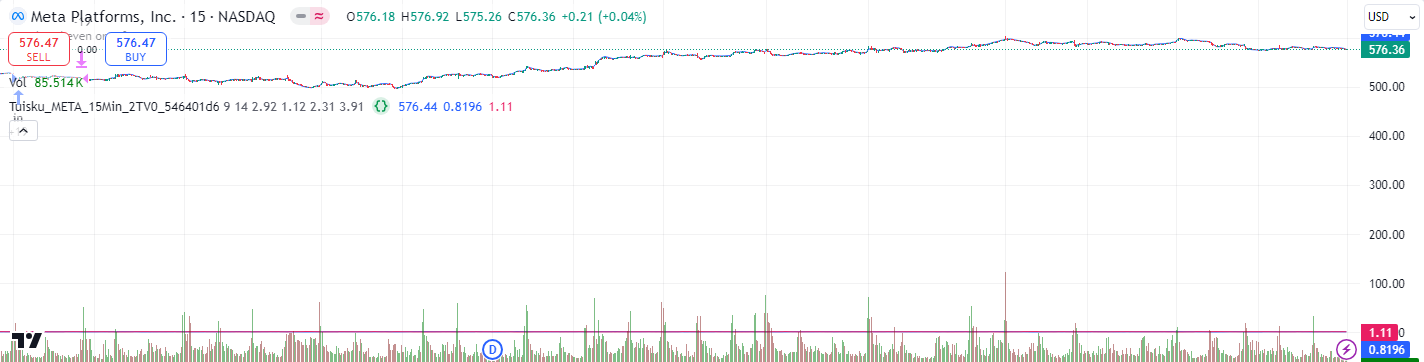 Meta Platforms, Inc. · 15 · NASDAQ O576.18 H576.92 L575.26 C576.36 +0.21 (+0.04%)
USD
576.47 SELL
0.00
576.47 BUY
576.36
Vol 85.514K
500.00
Tuisku_META_15Min_2TV0_546401d6 9 14 2.92 1.12 2.31 3.91 {} 576.44 0.8196 1.11
400.00
300.00
200.00
100.00
1.11
D
0.8196